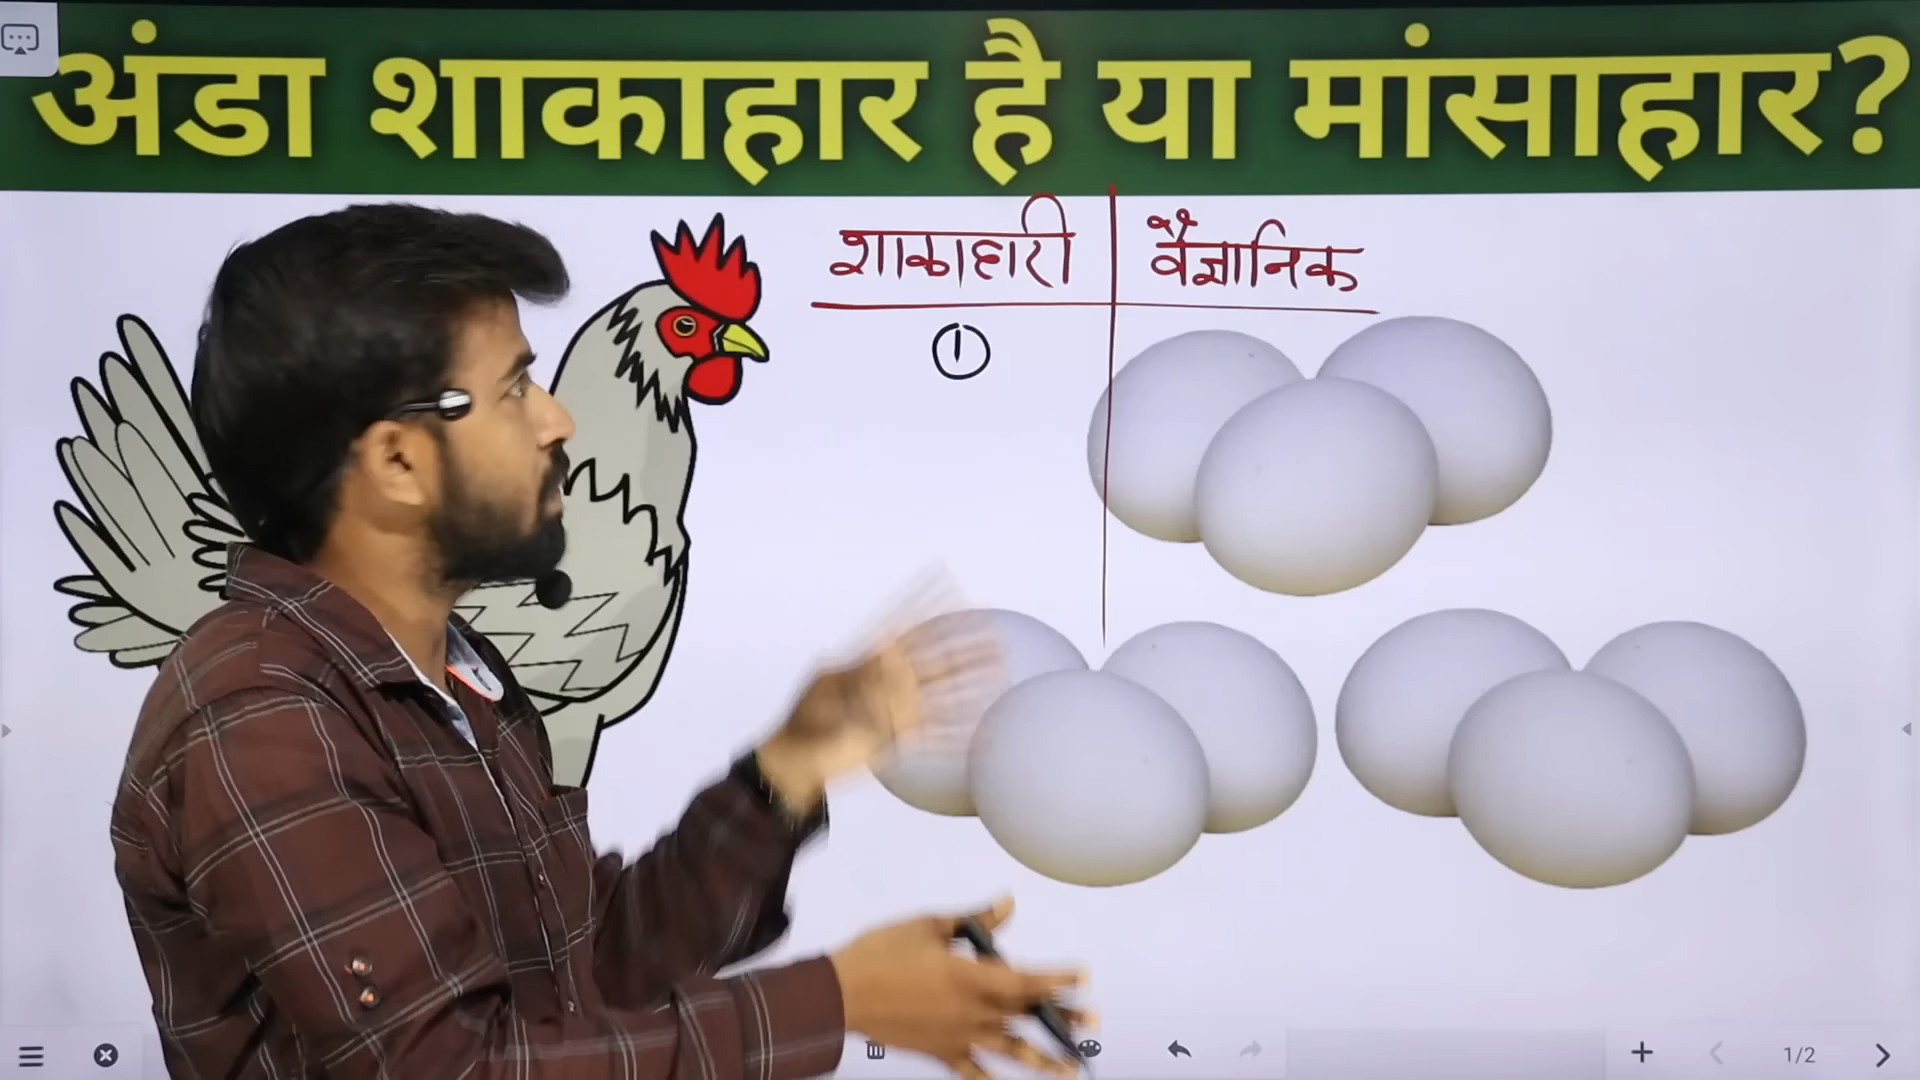 अंडा शाकाहार है या मांसाहार?
शाकाहारी वैज्ञानिक
1
1/2